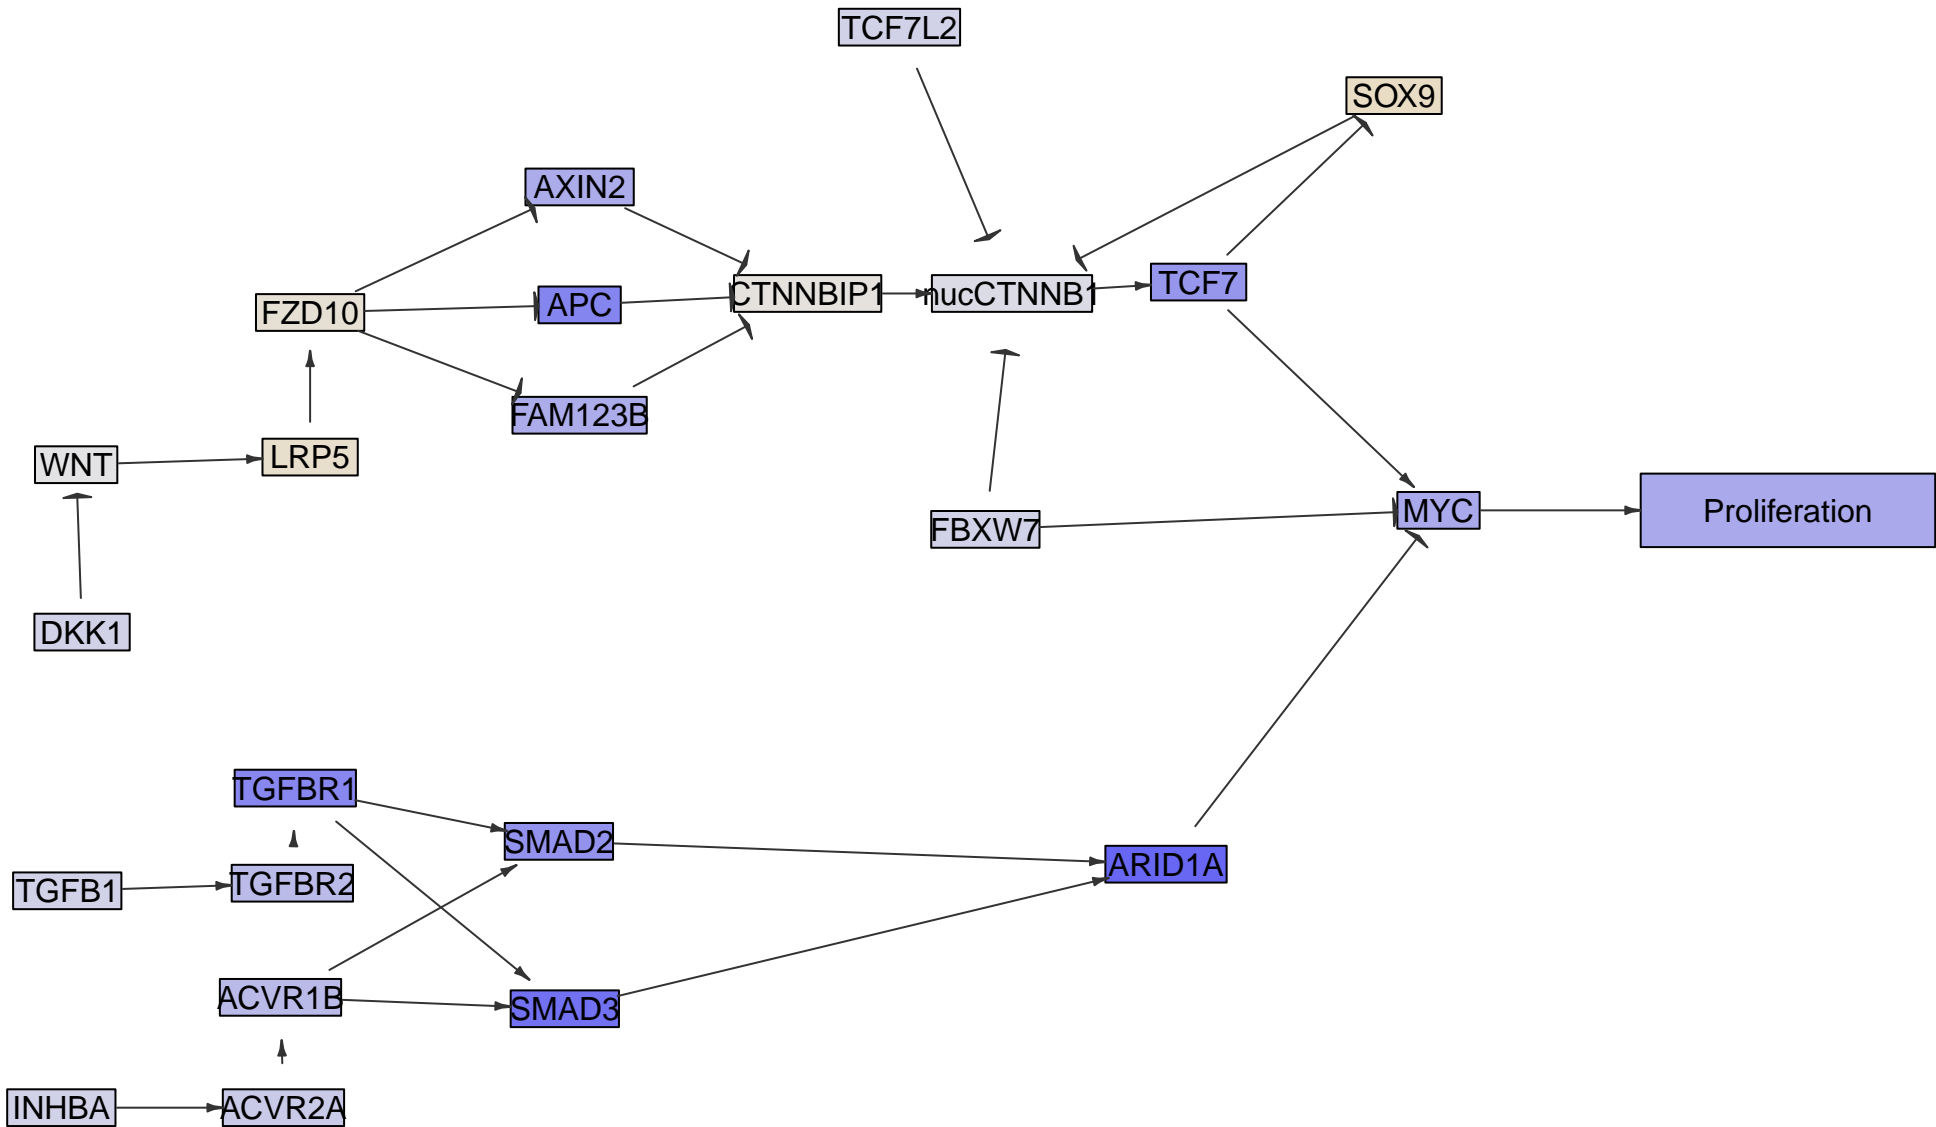 TCF7L2
SOX9
AXIN2
FZD10
APC
CTNNBIP1
nucCTNNB1
TCF7
FAM123B
WNT
LRP5
FBXW7
MYC
Proliferation
DKK1
TGFBR1
SMAD2
ARID1A
TGFB1
TGFBR2
ACVR1B
SMAD3
INHBA
ACVR2A